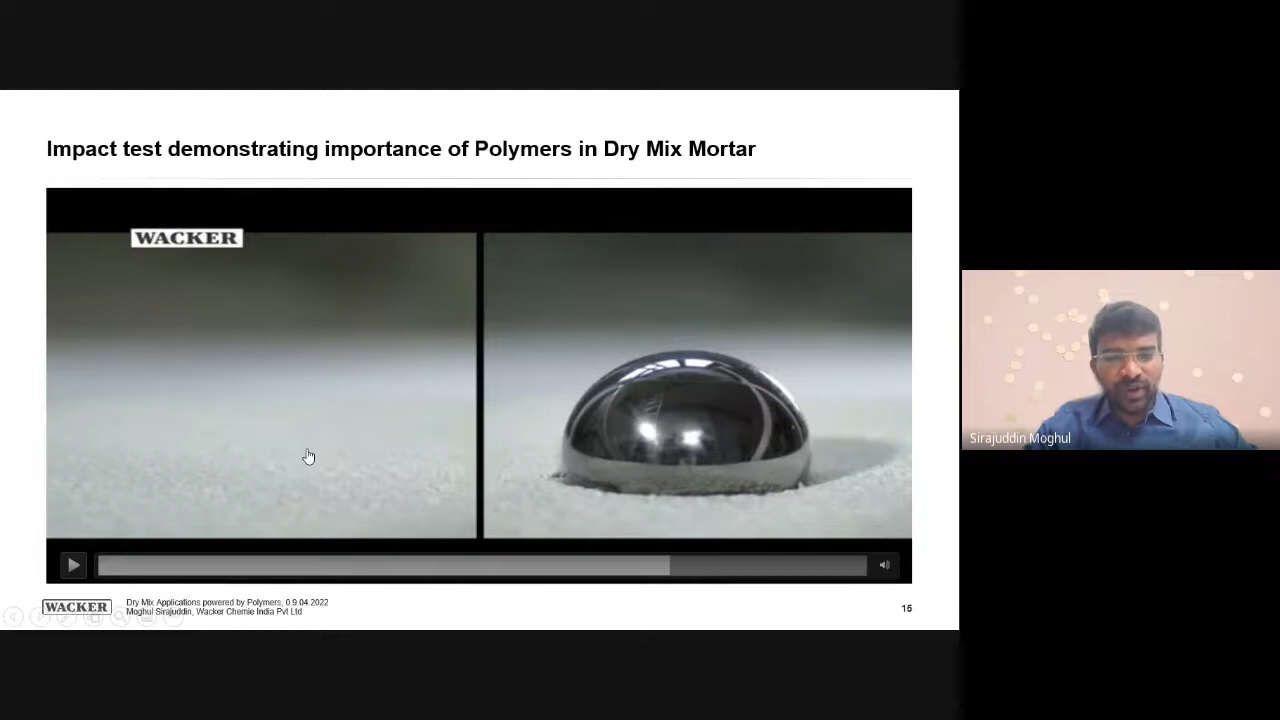 Impact test demonstrating importance of Polymers in Dry Mix Mortar
WACKER
Sirajuddin Moghul
WACKER
Dry Mix Applications powered by Polymers, 0.9.04.2022
Moghul Sirajuddin, Wacker Chemie India Pvt Ltd
15